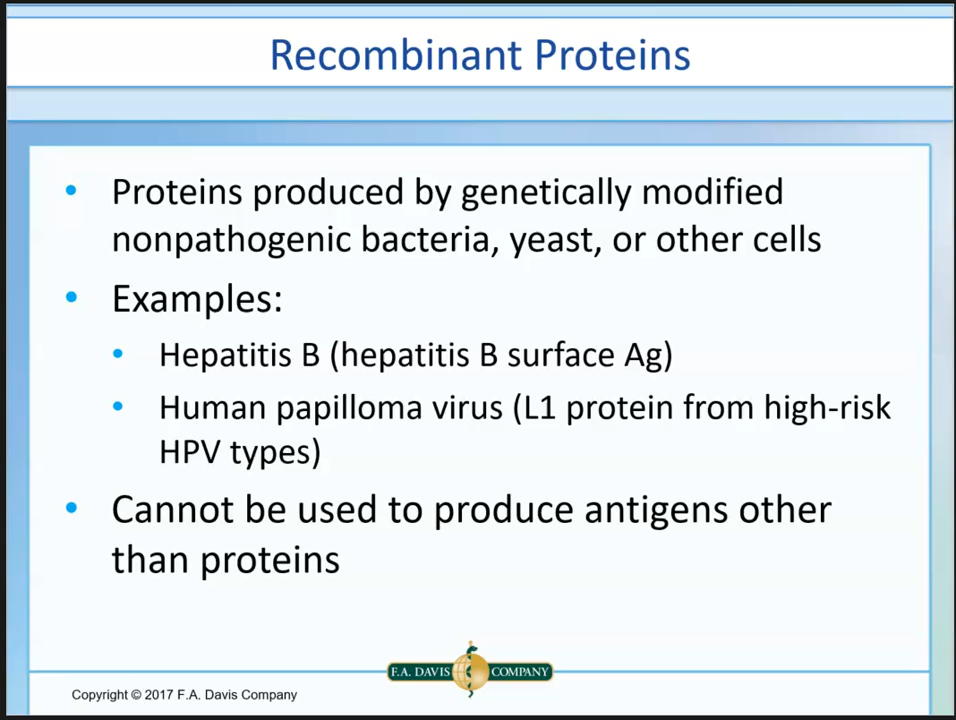 Recombinant Proteins
• Proteins produced by genetically modified
nonpathogenic bacteria, yeast, or other cells
• Examples:
• Hepatitis B (hepatitis B surface Ag)
• Human papilloma virus (L1 protein from high-risk
HPV types)
• Cannot be used to produce antigens other
than proteins
F.A. DAVIS COMPANY
Copyright © 2017 F.A. Davis Company